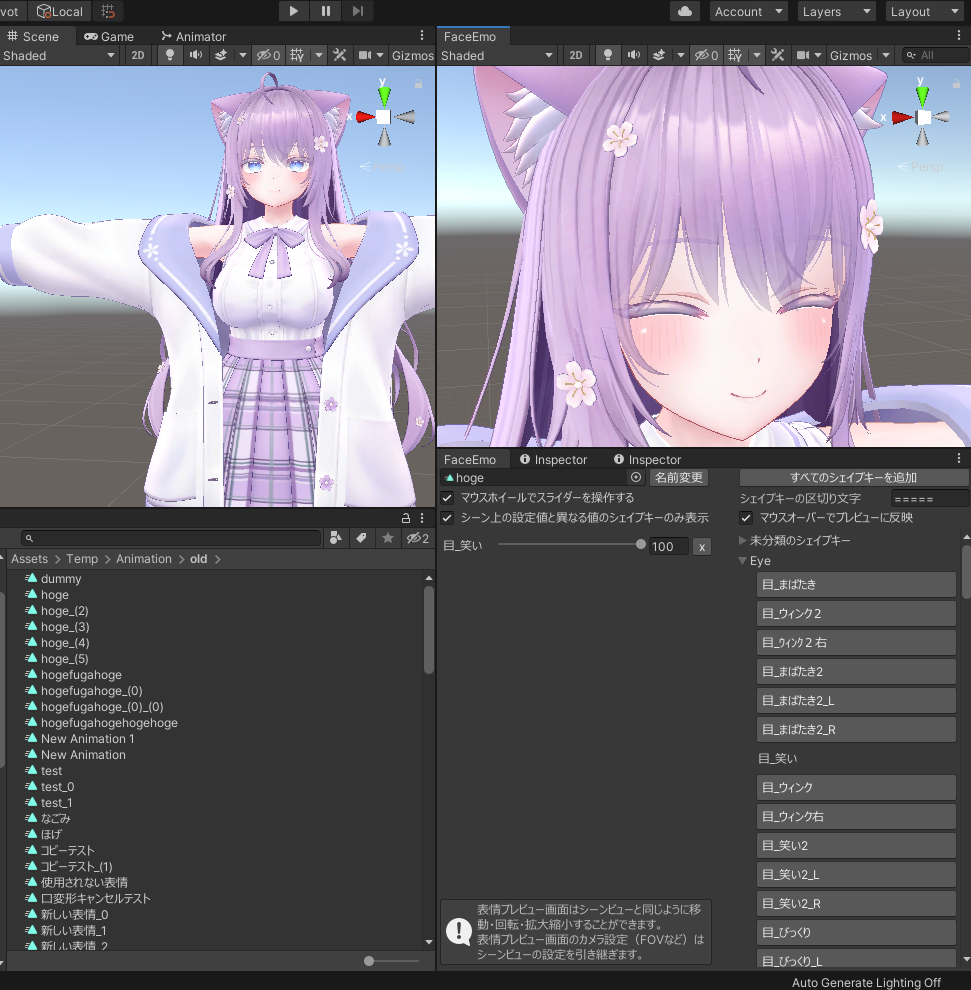 vot Local Account Layers Layout
Scene Game Animator
Shaded 2D 0 Gizmos
y
x
Persp
FaceEmo
Shaded 2D 0 Gizmos All
y
x
Persp
2
Assets > Temp > Animation > old >
dummy
hoge
hoge_(2)
hoge_(3)
hoge_(4)
hoge_(5)
hogefugahoge
hogefugahoge_(0)
hogefugahoge_(0)_(0)
hogefugahogehogehoge
New Animation 1
New Animation
test
test_0
test_1
なごみ
ほげ
コピーテスト
コピーテスト_(1)
使用されない表情
口変形キャンセルテスト
新しい表情_0
新しい表情_1
新しい表情_2
FaceEmo Inspector Inspector
hoge 名前変更
マウスホイールでスライダーを操作する
シーン上の設定値と異なる値のシェイプキーのみ表示
目_笑い 100 x
表情プレビュー画面はシーンビューと同じように移
動・回転・拡大縮小することができます。
表情プレビュー画面のカメラ設定（FOVなど）は
シーンビューの設定を引き継ぎます。
すべてのシェイプキーを追加
シェイプキーの区切り文字 =====
マウスオーバーでプレビューに反映
未分類のシェイプキー
Eye
目_まばたき
目_ウィンク２
目_ｳｨﾝｸ２右
目_まばたき2
目_まばたき2_L
目_まばたき2_R
目_笑い
目_ウィンク
目_ウィンク右
目_笑い2
目_笑い2_L
目_笑い2_R
目_びっくり
目_びっくり_L
Auto Generate Lighting Off